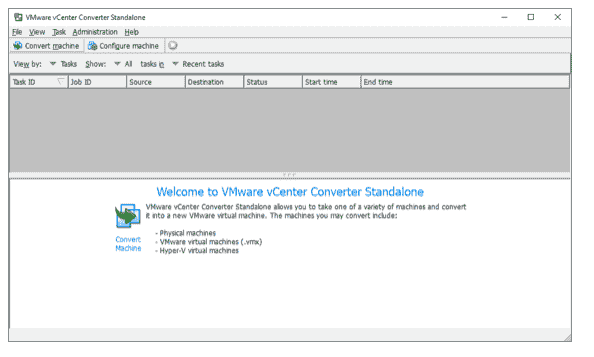 VMware vCenter Converter Standalone
File View Task Administration Help
Convert machine Configure machine
View by: Tasks Show: All tasks in Recent tasks
Task ID Job ID Source Destination Status Start time End time
Welcome to VMware vCenter Converter Standalone
VMware vCenter Converter Standalone allows you to take one of a variety of machines and convert
it into a new VMware virtual machine. The machines you may convert include:
- Physical machines
- VMware virtual machines (.vmx)
- Hyper-V virtual machines
Convert
Machine